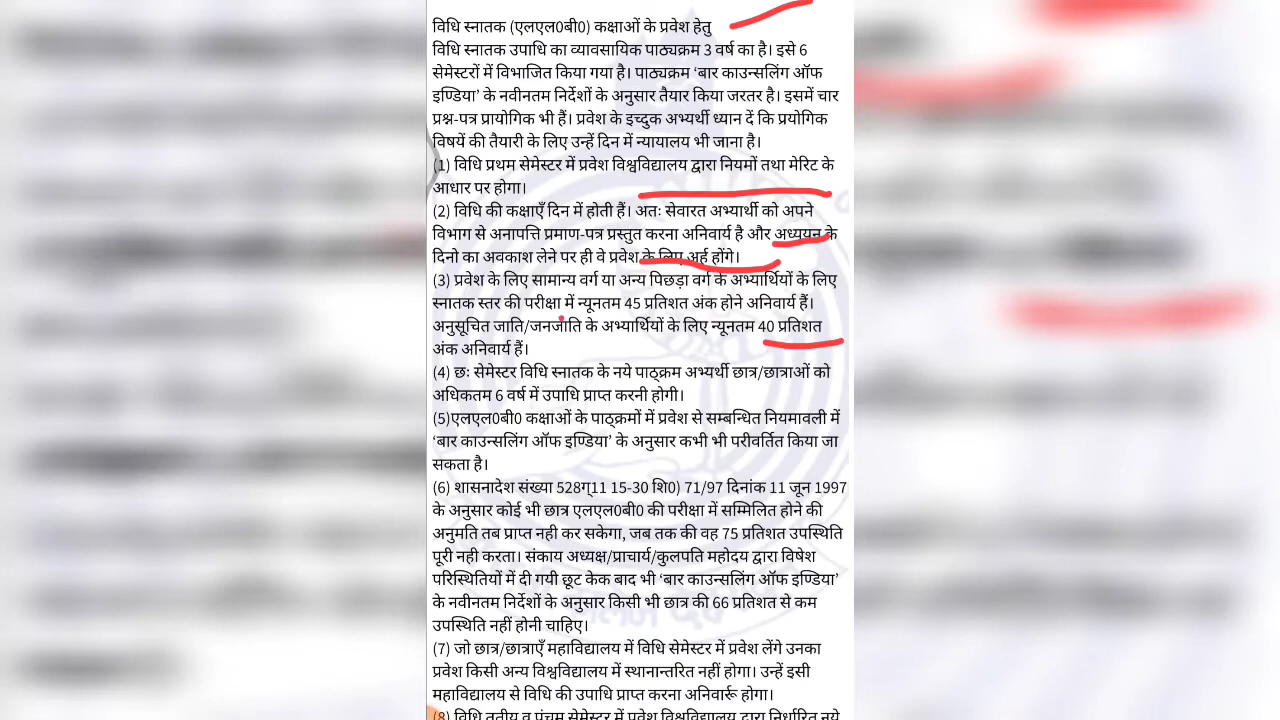 विधि स्नातक (एलएल0बी0) कक्षाओं के प्रवेश हेतु
विधि स्नातक उपाधि का व्यावसायिक पाठ्यक्रम 3 वर्ष का है। इसे 6
सेमेस्टरों में विभाजित किया गया है। पाठ्यक्रम ‘बार काउन्सलिंग ऑफ
इण्डिया’ के नवीनतम निर्देशों के अनुसार तैयार किया जरतर है। इसमें चार
प्रश्न-पत्र प्रायोगिक भी हैं। प्रवेश के इच्दुक अभ्यर्थी ध्यान दें कि प्रयोगिक
विषयें की तैयारी के लिए उन्हें दिन में न्यायालय भी जाना है।
(1) विधि प्रथम सेमेस्टर में प्रवेश विश्वविद्यालय द्वारा नियमों तथा मेरिट के
आधार पर होगा।
(2) विधि की कक्षाएँ दिन में होती हैं। अतः सेवारत अभ्यार्थी को अपने
विभाग से अनापत्ति प्रमाण-पत्र प्रस्तुत करना अनिवार्य है और अध्ययन के
दिनो का अवकाश लेने पर ही वे प्रवेश के लिए अर्ह होंगे।
(3) प्रवेश के लिए सामान्य वर्ग या अन्य पिछड़ा वर्ग के अभ्यार्थियों के लिए
स्नातक स्तर की परीक्षा में न्यूनतम 45 प्रतिशत अंक होने अनिवार्य हैं।
अनुसूचित जाति/जनजाति के अभ्यार्थियों के लिए न्यूनतम 40 प्रतिशत
अंक अनिवार्य हैं।
(4) छः सेमेस्टर विधि स्नातक के नये पाठ्क्रम अभ्यर्थी छात्र/छात्राओं को
अधिकतम 6 वर्ष में उपाधि प्राप्त करनी होगी।
(5)एलएल0बी0 कक्षाओं के पाठ्क्रमों में प्रवेश से सम्बन्धित नियमावली में
‘बार काउन्सलिंग ऑफ इण्डिया’ के अनुसार कभी भी परीवर्तित किया जा
सकता है।
(6) शासनादेश संख्या 528ग्11 15-30 शि0) 71/97 दिनांक 11 जून 1997
के अनुसार कोई भी छात्र एलएल0बी0 की परीक्षा में सम्मिलित होने की
अनुमति तब प्राप्त नही कर सकेगा, जब तक की वह 75 प्रतिशत उपस्थिति
पूरी नही करता। संकाय अध्यक्ष/प्राचार्य/कुलपति महोदय द्वारा विषेश
परिस्थितियों में दी गयी छूट केक बाद भी ‘बार काउन्सलिंग ऑफ इण्डिया’
के नवीनतम निर्देशों के अनुसार किसी भी छात्र की 66 प्रतिशत से कम
उपस्थिति नहीं होनी चाहिए।
(7) जो छात्र/छात्राएँ महाविद्यालय में विधि सेमेस्टर में प्रवेश लेंगे उनका
प्रवेश किसी अन्य विश्वविद्यालय में स्थानान्तरित नहीं होगा। उन्हें इसी
महाविद्यालय से विधि की उपाधि प्राप्त करना अनिवार्रू होगा।
(8) विधि तृतीय व पंचम सेमेस्टर में प्रवेश विश्वविद्यालय द्वारा निर्धारित नये